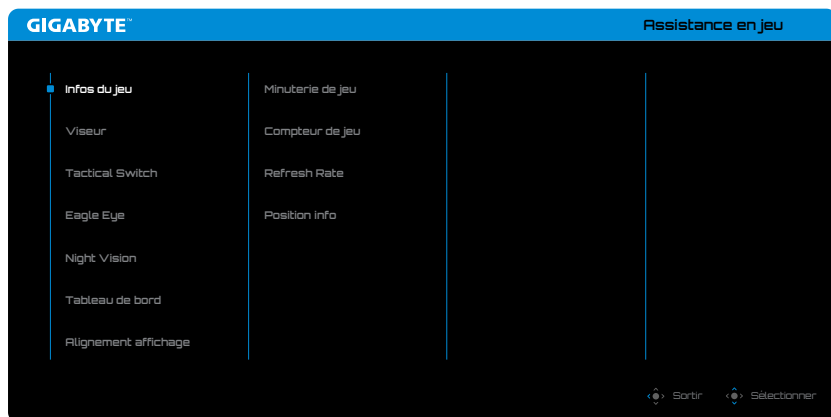 GIGABYTE™
Assistance en jeu
Infos du jeu
Minuterie de jeu
Viseur
Compteur de jeu
Tactical Switch
Refresh Rate
Eagle Eye
Position info
Night Vision
Tableau de bord
Alignement affichage
Sortir
Sélectionner